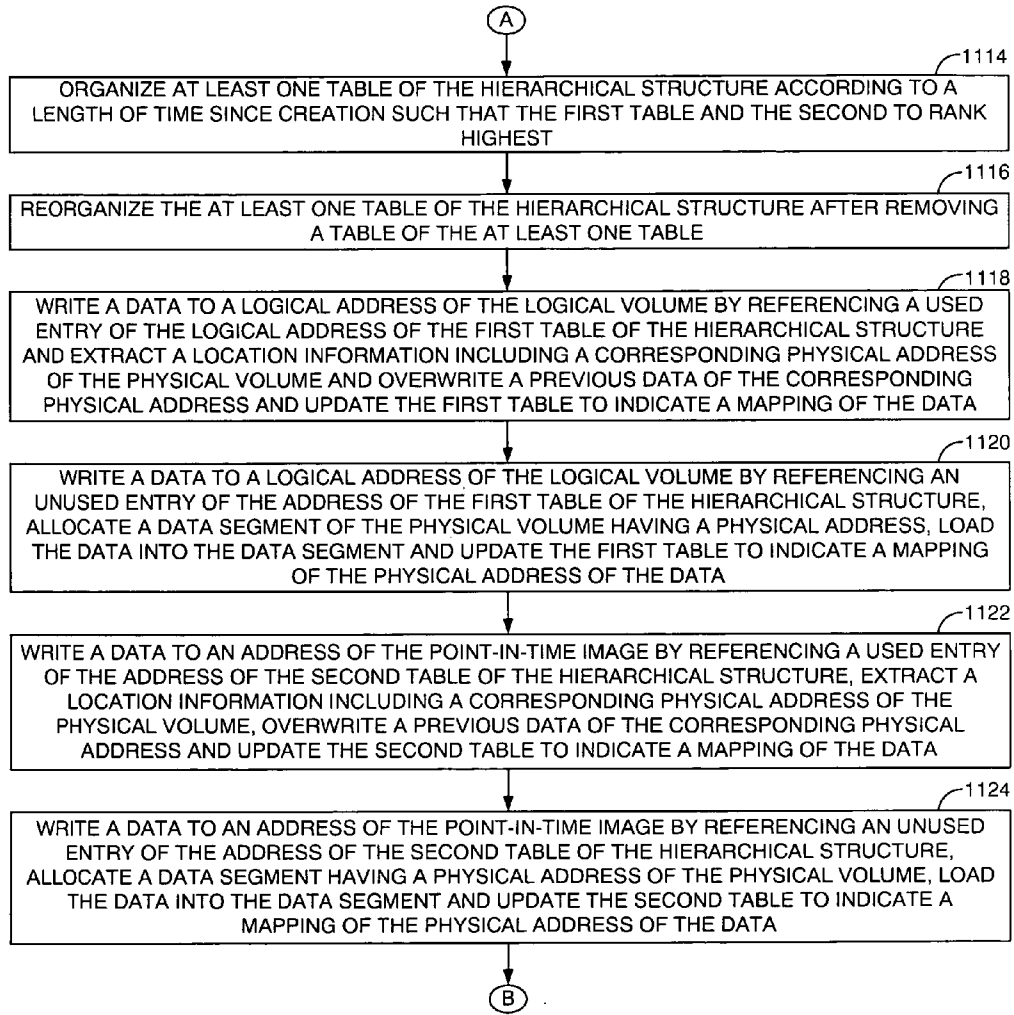 A
1114
ORGANIZE AT LEAST ONE TABLE OF THE HIERARCHICAL STRUCTURE ACCORDING TO A
LENGTH OF TIME SINCE CREATION SUCH THAT THE FIRST TABLE AND THE SECOND TO RANK
HIGHEST
1116
REORGANIZE THE AT LEAST ONE TABLE OF THE HIERARCHICAL STRUCTURE AFTER REMOVING
A TABLE OF THE AT LEAST ONE TABLE
1118
WRITE A DATA TO A LOGICAL ADDRESS OF THE LOGICAL VOLUME BY REFERENCING A USED
ENTRY OF THE LOGICAL ADDRESS OF THE FIRST TABLE OF THE HIERARCHICAL STRUCTURE
AND EXTRACT A LOCATION INFORMATION INCLUDING A CORRESPONDING PHYSICAL ADDRESS
OF THE PHYSICAL VOLUME AND OVERWRITE A PREVIOUS DATA OF THE CORRESPONDING
PHYSICAL ADDRESS AND UPDATE THE FIRST TABLE TO INDICATE A MAPPING OF THE DATA
1120
WRITE A DATA TO A LOGICAL ADDRESS OF THE LOGICAL VOLUME BY REFERENCING AN
UNUSED ENTRY OF THE ADDRESS OF THE FIRST TABLE OF THE HIERARCHICAL STRUCTURE,
ALLOCATE A DATA SEGMENT OF THE PHYSICAL VOLUME HAVING A PHYSICAL ADDRESS, LOAD
THE DATA INTO THE DATA SEGMENT AND UPDATE THE FIRST TABLE TO INDICATE A MAPPING
OF THE PHYSICAL ADDRESS OF THE DATA
1122
WRITE A DATA TO AN ADDRESS OF THE POINT-IN-TIME IMAGE BY REFERENCING A USED ENTRY
OF THE ADDRESS OF THE SECOND TABLE OF THE HIERARCHICAL STRUCTURE, EXTRACT A
LOCATION INFORMATION INCLUDING A CORRESPONDING PHYSICAL ADDRESS OF THE
PHYSICAL VOLUME, OVERWRITE A PREVIOUS DATA OF THE CORRESPONDING PHYSICAL
ADDRESS AND UPDATE THE SECOND TABLE TO INDICATE A MAPPING OF THE DATA
1124
WRITE A DATA TO AN ADDRESS OF THE POINT-IN-TIME IMAGE BY REFERENCING AN UNUSED
ENTRY OF THE ADDRESS OF THE SECOND TABLE OF THE HIERARCHICAL STRUCTURE,
ALLOCATE A DATA SEGMENT HAVING A PHYSICAL ADDRESS OF THE PHYSICAL VOLUME, LOAD
THE DATA INTO THE DATA SEGMENT AND UPDATE THE SECOND TABLE TO INDICATE A
MAPPING OF THE PHYSICAL ADDRESS OF THE DATA
B